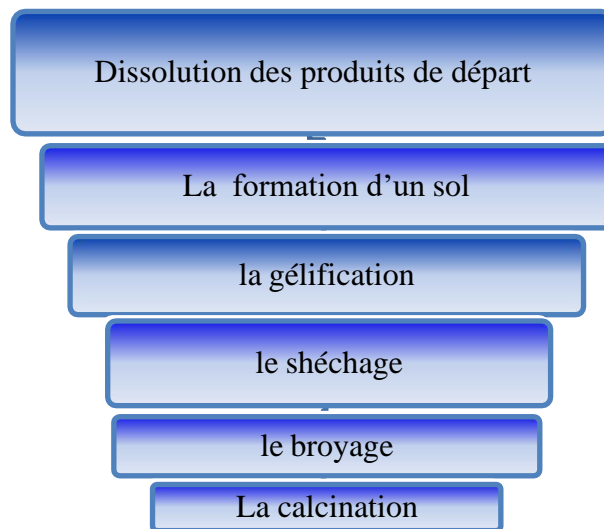 Dissolution des produits de départ
La formation d’un sol
la gélification
le shéchage
le broyage
La calcination